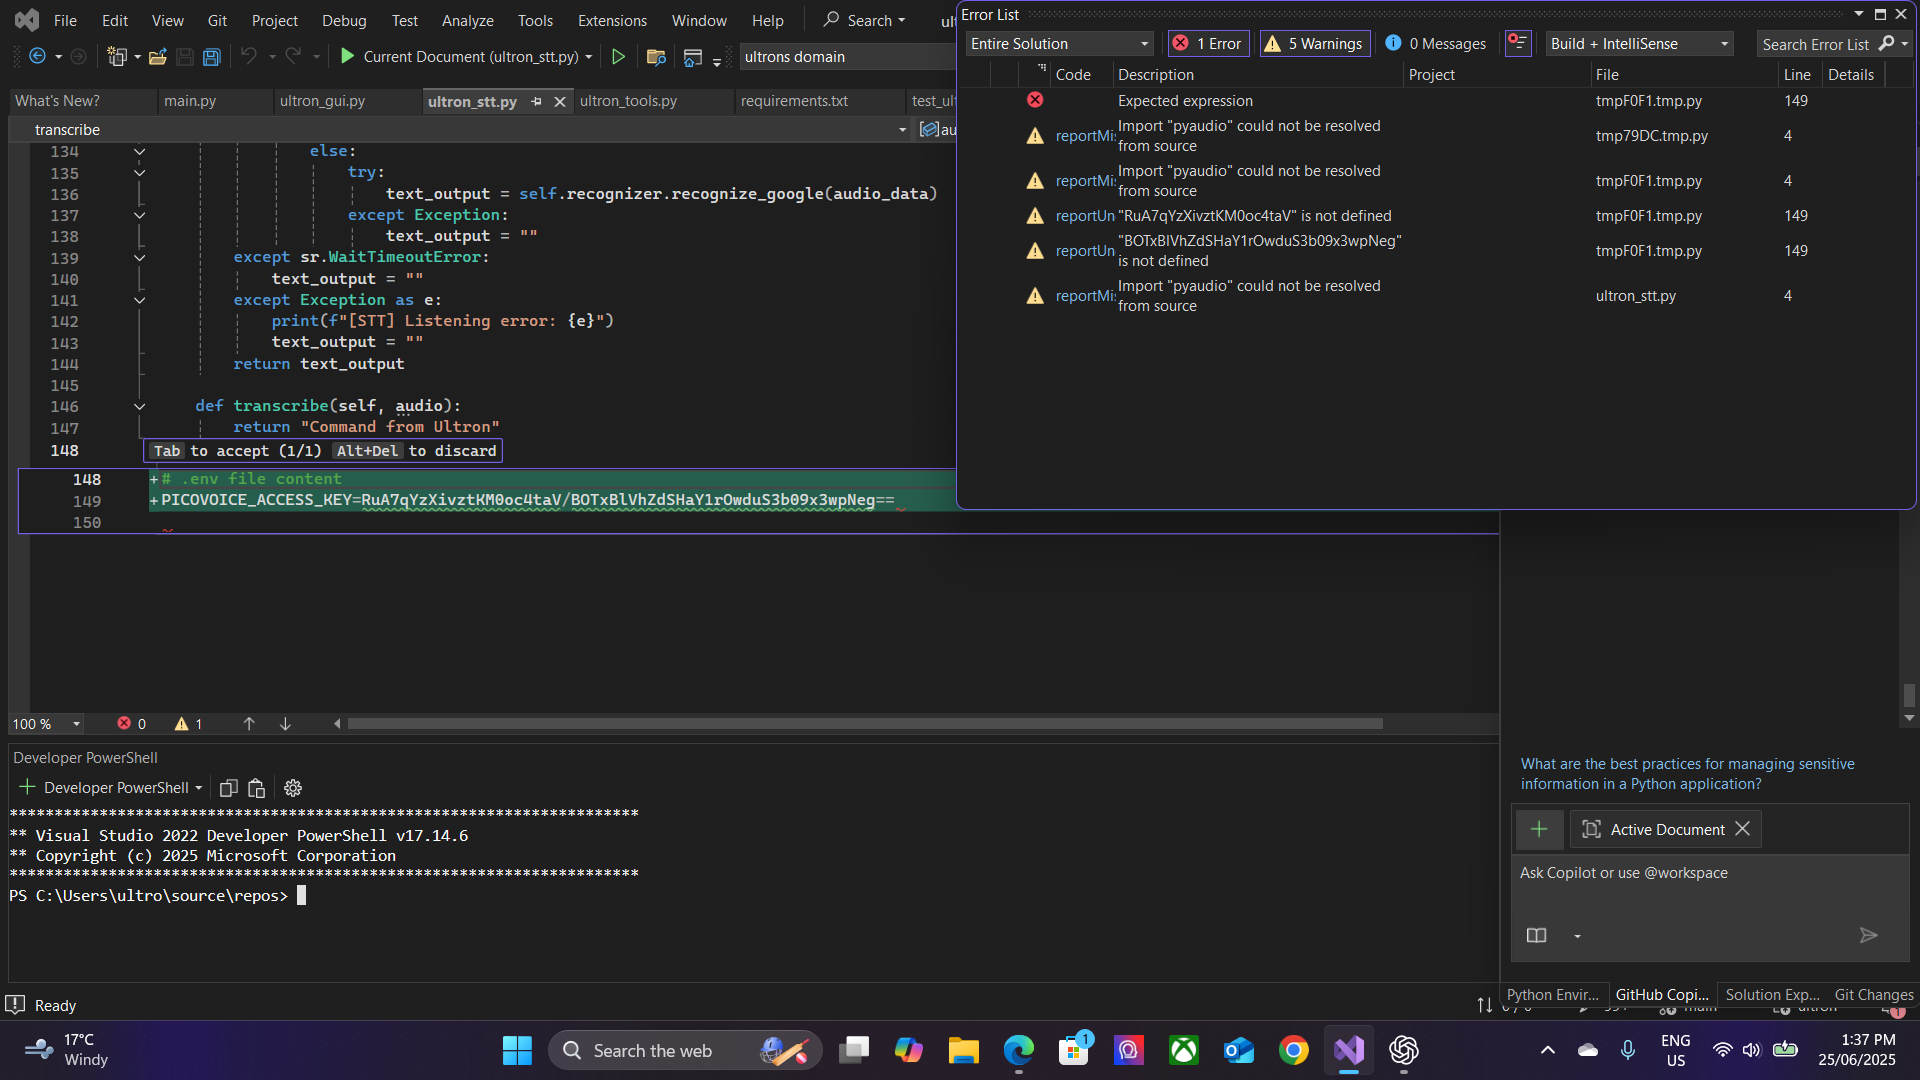 File Edit View Git Project Debug Test Analyze Tools Extensions Window Help Search
Current Document (ultron_stt.py) ultrons domain
What's New? main.py ultron_gui.py ultron_stt.py ultron_tools.py requirements.txt
transcribe
134 else:
135 try:
136 text_output = self.recognizer.recognize_google(audio_data)
137 except Exception:
138 text_output = ""
139 except sr.WaitTimeoutError:
140 text_output = ""
141 except Exception as e:
142 print(f"[STT] Listening error: {e}")
143 text_output = ""
144 return text_output
145
146 def transcribe(self, audio):
147 return "Command from Ultron"
148 Tab to accept (1/1) Alt+Del to discard
148 +# .env file content
149 +PICOVOICE_ACCESS_KEY=RuA7qYzXivztKM0oc4taV/BOTxBlVhZdSHaY1rOwduS3b09x3wpNeg==
150
100 % 0 1
Error List
Entire Solution 1 Error 5 Warnings 0 Messages Build + IntelliSense Search Error List
Code Description Project File Line Details
Expected expression tmpF0F1.tmp.py 149
reportMis Import "pyaudio" could not be resolved
from source tmp79DC.tmp.py 4
reportMis Import "pyaudio" could not be resolved
from source tmpF0F1.tmp.py 4
reportUn "RuA7qYzXivztKM0oc4taV" is not defined tmpF0F1.tmp.py 149
reportUn "BOTxBlVhZdSHaY1rOwduS3b09x3wpNeg"
is not defined tmpF0F1.tmp.py 149
reportMis Import "pyaudio" could not be resolved
from source ultron_stt.py 4
Developer PowerShell
Developer PowerShell
**********************************************************************
** Visual Studio 2022 Developer PowerShell v17.14.6
** Copyright (c) 2025 Microsoft Corporation
**********************************************************************
PS C:\Users\ultro\source\repos>
What are the best practices for managing sensitive
information in a Python application?
Active Document
Ask Copilot or use @workspace
Python Envir... GitHub Copi... Solution Exp... Git Changes
Ready
17°C
Windy
Search the web
1
ENG
US
1:37 PM
25/06/2025